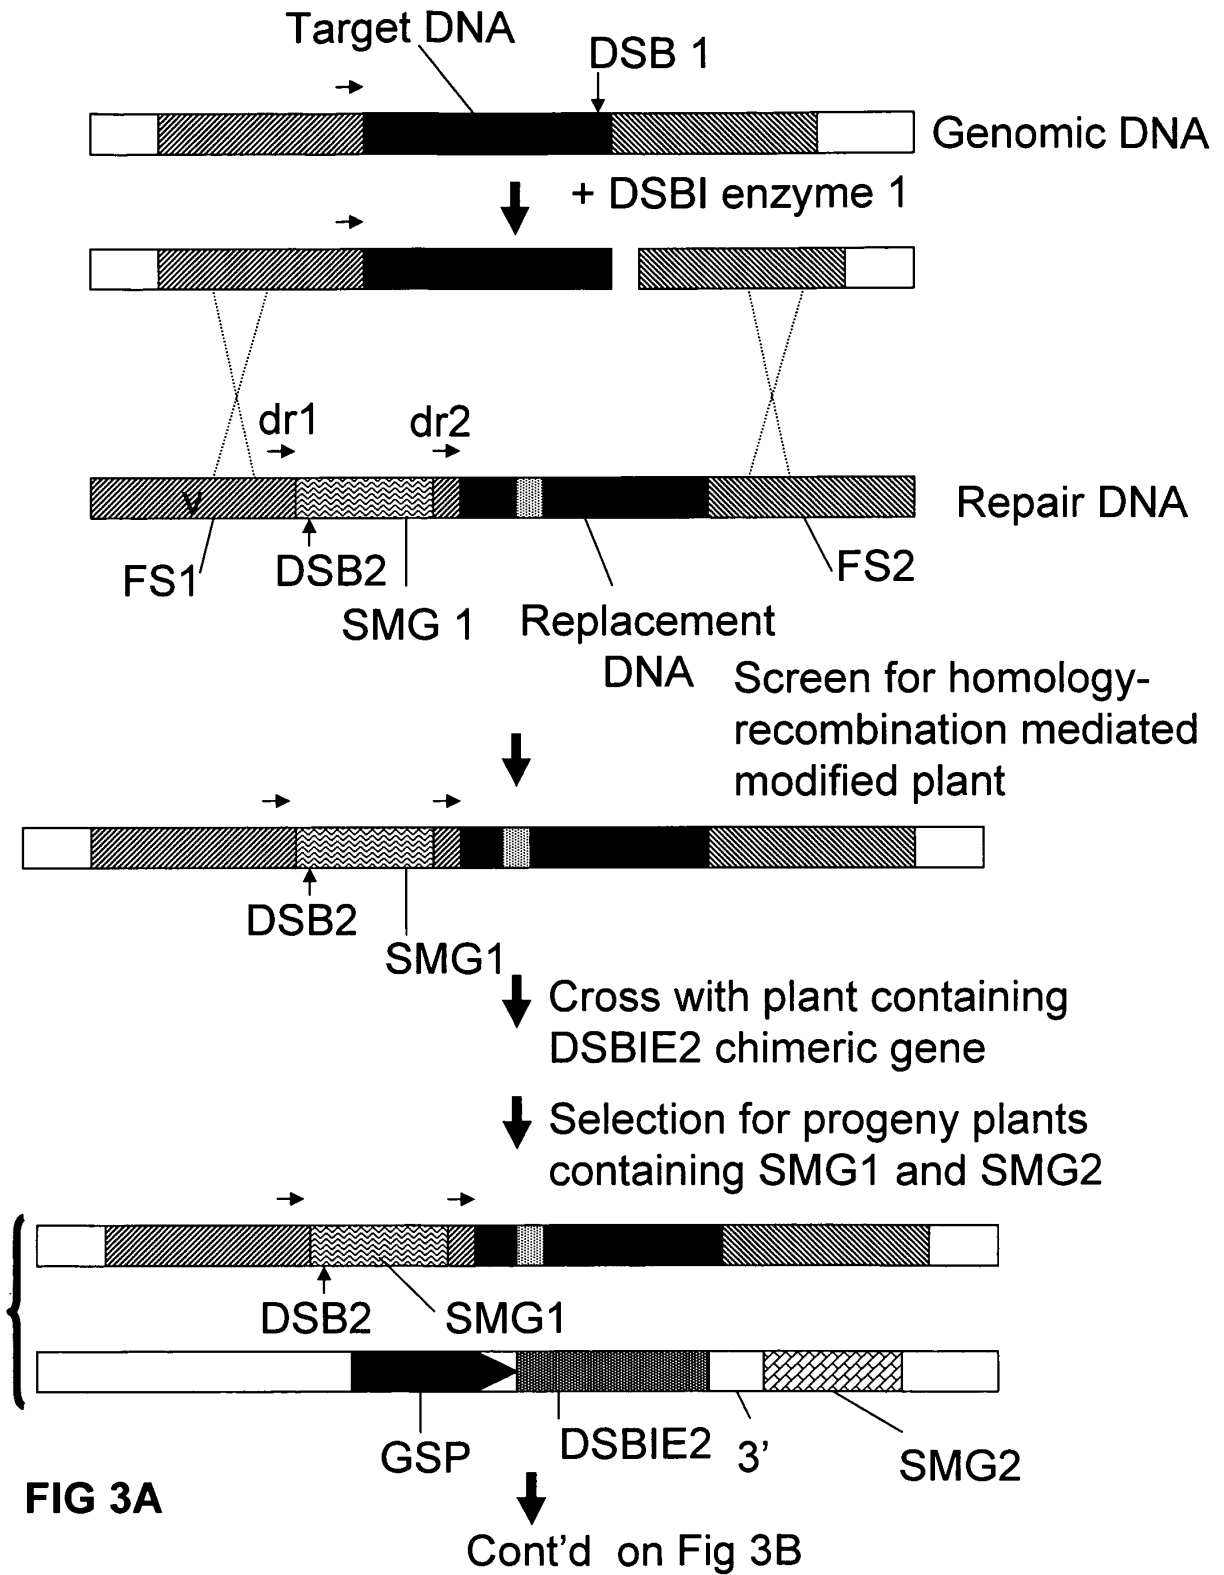 Target DNA
DSB 1
Genomic DNA
+ DSBI enzyme 1
dr1
dr2
V
Repair DNA
FS1
DSB2
FS2
SMG 1
Replacement
DNA
Screen for homology-
recombination mediated
modified plant
DSB2
SMG1
Cross with plant containing
DSBIE2 chimeric gene
Selection for progeny plants
containing SMG1 and SMG2
DSB2
SMG1
GSP
DSBIE2
3'
SMG2
FIG 3A
Cont'd on Fig 3B